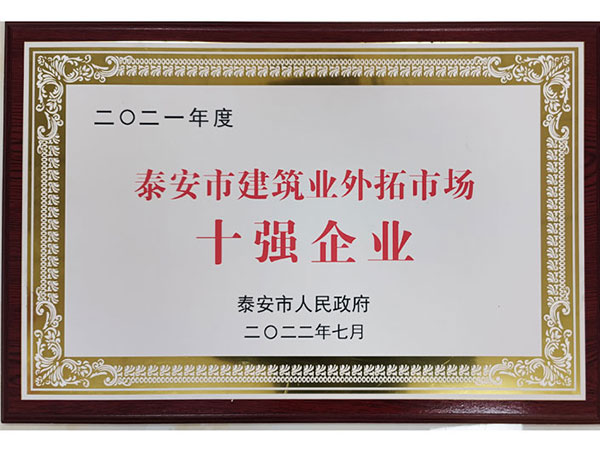 二〇二一年度
泰安市建筑业外拓市场
十强企业
泰安市人民政府
二〇二二年七月